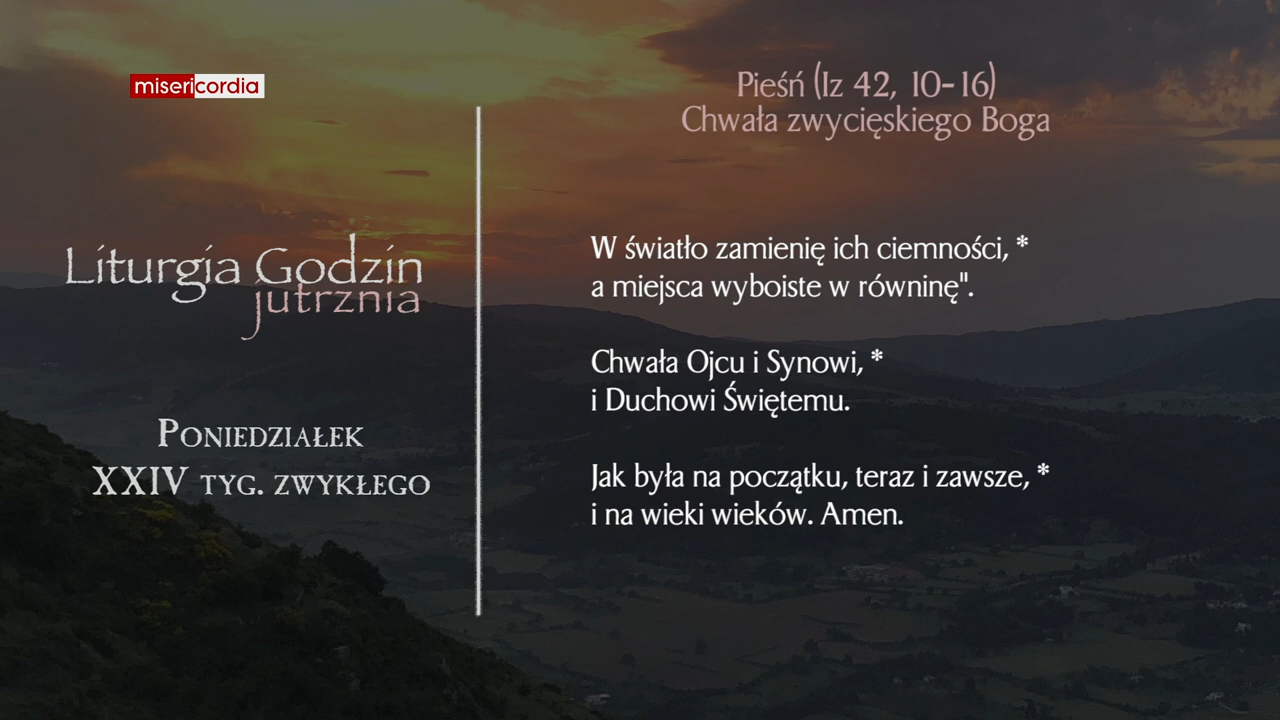 misericordia
Liturgia Godzin
jutrznia
Poniedziałek
XXIV tyg. zwykłego
Pieśń (Iz 42, 10-16)
Chwała zwycięskiego Boga
W światło zamienię ich ciemności, *
a miejsca wyboiste w równinę".
Chwała Ojcu i Synowi, *
i Duchowi Świętemu.
Jak była na początku, teraz i zawsze, *
i na wieki wieków. Amen.